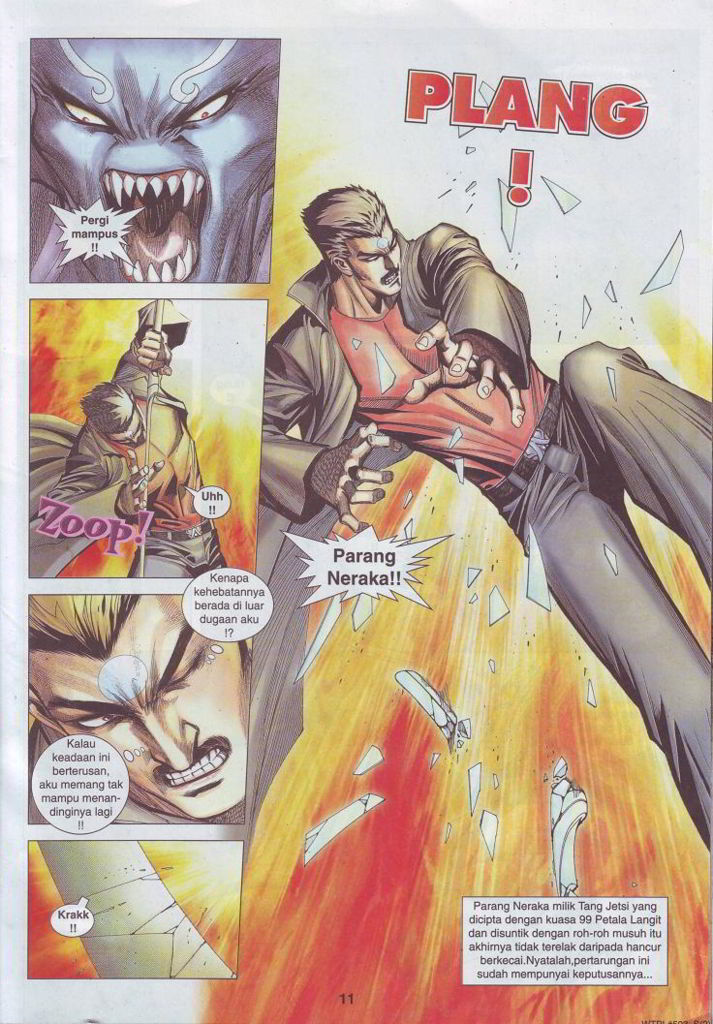 Pergi
mampus
!!
PLANG
!
Uhh
!!
Zoop!
Parang
Neraka!!
Kenapa
kehebatannya
berada di luar
dugaan aku
!?
Kalau
keadaan ini
berterusan,
aku memang tak
mampu menan-
dinginya lagi
!!
Krakk
!!
Parang Neraka milik Tang Jetsi yang
dicipta dengan kuasa 99 Petala Langit
dan disuntik dengan roh-roh musuh itu
akhirnya tidak terelak daripada hancur
berkecai.Nyatalah,pertarungan ini
sudah mempunyai keputusannya...
11